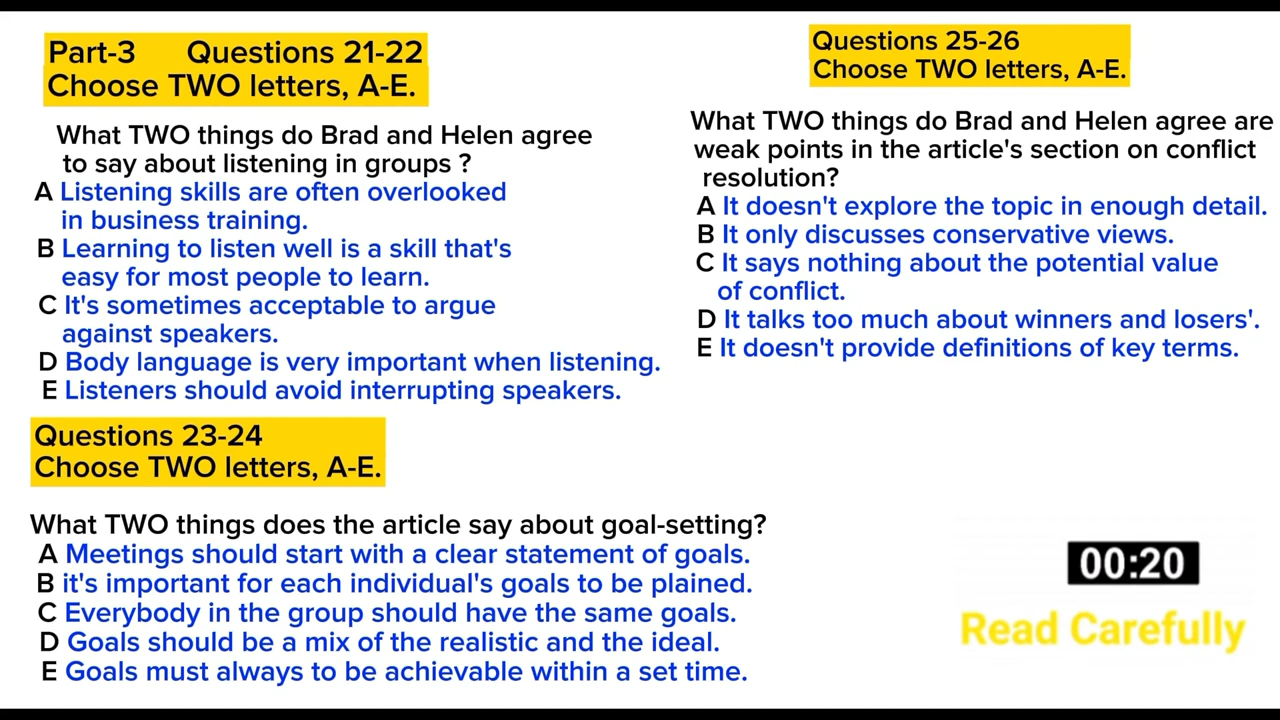 Part-3 Questions 21-22
Choose TWO letters, A-E.
What TWO things do Brad and Helen agree
to say about listening in groups ?
A Listening skills are often overlooked
in business training.
B Learning to listen well is a skill that's
easy for most people to learn.
C It's sometimes acceptable to argue
against speakers.
D Body language is very important when listening.
E Listeners should avoid interrupting speakers.
Questions 23-24
Choose TWO letters, A-E.
What TWO things does the article say about goal-setting?
A Meetings should start with a clear statement of goals.
B it's important for each individual's goals to be plained.
C Everybody in the group should have the same goals.
D Goals should be a mix of the realistic and the ideal.
E Goals must always to be achievable within a set time.
Questions 25-26
Choose TWO letters, A-E.
What TWO things do Brad and Helen agree are
weak points in the article's section on conflict
resolution?
A It doesn't explore the topic in enough detail.
B It only discusses conservative views.
C It says nothing about the potential value
of conflict.
D It talks too much about winners and losers'.
E It doesn't provide definitions of key terms.
00:20
Read Carefully